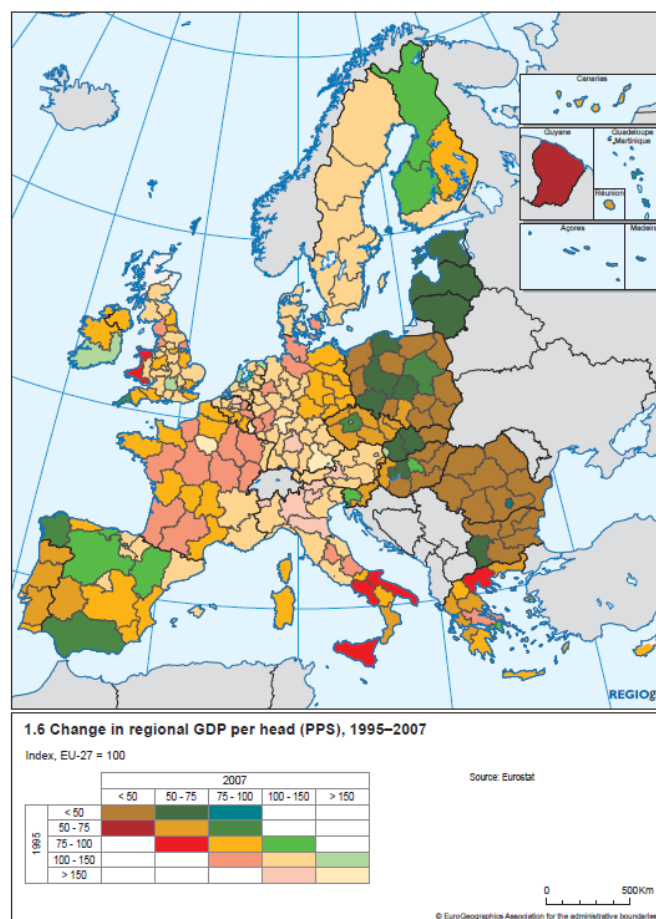 Canarias
Guyane
Guadeloupe
Martinique
Réunion
Açores
Madeira
REGIOg
1.6 Change in regional GDP per head (PPS), 1995–2007
Index, EU-27 = 100
Source: Eurostat
2007
< 50 50 - 75 75 - 100 100 - 150 > 150
1995
< 50
50 - 75
75 - 100
100 - 150
> 150
0 500 Km
© EuroGeographics Association for the administrative boundaries